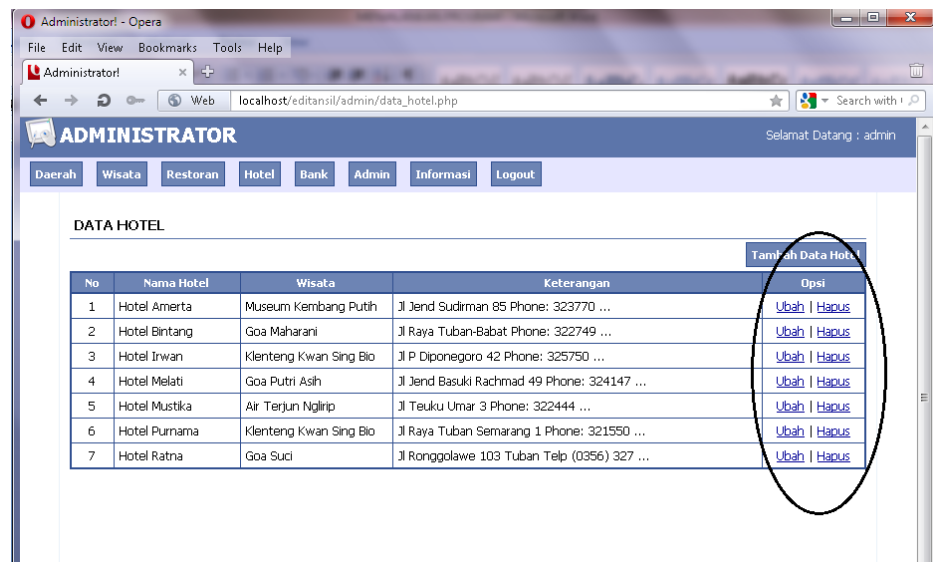 Administrator! - Opera
File Edit View Bookmarks Tools Help
Administrator!
Web localhost/editansil/admin/data_hotel.php Search with
ADMINISTRATOR Selamat Datang : admin
Daerah Wisata Restoran Hotel Bank Admin Informasi Logout
DATA HOTEL
Tambah Data Hotel
No Nama Hotel Wisata Keterangan Opsi
1 Hotel Amerta Museum Kembang Putih Jl Jend Sudirman 85 Phone: 323770 ... Ubah | Hapus
2 Hotel Bintang Goa Maharani Jl Raya Tuban-Babat Phone: 322749 ... Ubah | Hapus
3 Hotel Irwan Klenteng Kwan Sing Bio Jl P Diponegoro 42 Phone: 325750 ... Ubah | Hapus
4 Hotel Melati Goa Putri Asih Jl Jend Basuki Rachmad 49 Phone: 324147 ... Ubah | Hapus
5 Hotel Mustika Air Terjun Nglirip Jl Teuku Umar 3 Phone: 322444 ... Ubah | Hapus
6 Hotel Purnama Klenteng Kwan Sing Bio Jl Raya Tuban Semarang 1 Phone: 321550 ... Ubah | Hapus
7 Hotel Ratna Goa Suci Jl Ronggolawe 103 Tuban Telp (0356) 327 ... Ubah | Hapus